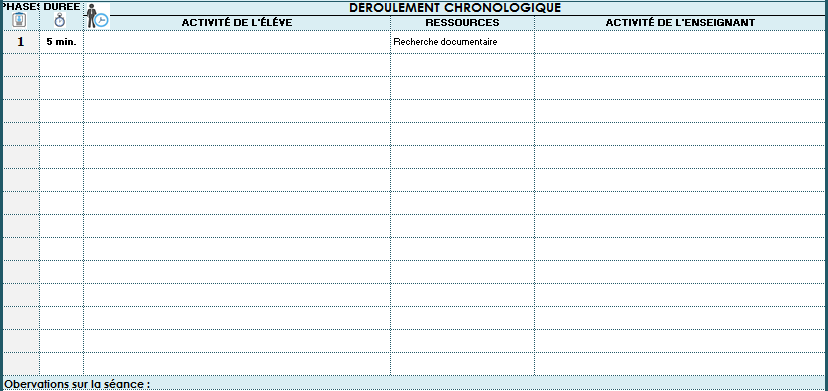 PHASES DUREE DEROULEMENT CHRONOLOGIQUE
ACTIVITÉ DE L'ÉLÉVE RESSOURCES ACTIVITÉ DE L'ENSEIGNANT
1 5 min. Recherche documentaire
Obervations sur la séance :